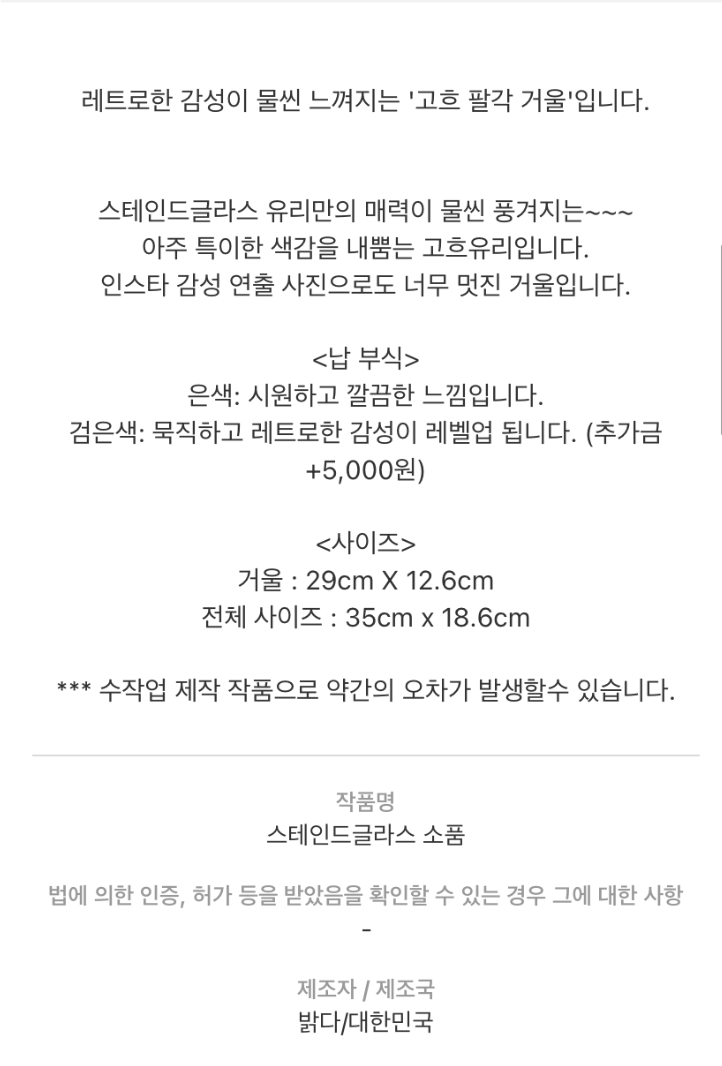 레트로한 감성이 물씬 느껴지는 '고흐 팔각 거울'입니다.
스테인드글라스 유리만의 매력이 물씬 풍겨지는~~~
아주 특이한 색감을 내뿜는 고흐유리입니다.
인스타 감성 연출 사진으로도 너무 멋진 거울입니다.
<납 부식>
은색: 시원하고 깔끔한 느낌입니다.
검은색: 묵직하고 레트로한 감성이 레벨업 됩니다. (추가금
+5,000원)
<사이즈>
거울 : 29cm X 12.6cm
전체 사이즈 : 35cm x 18.6cm
*** 수작업 제작 작품으로 약간의 오차가 발생할수 있습니다.
작품명
스테인드글라스 소품
법에 의한 인증, 허가 등을 받았음을 확인할 수 있는 경우 그에 대한 사항
-
제조자 / 제조국
밝다/대한민국